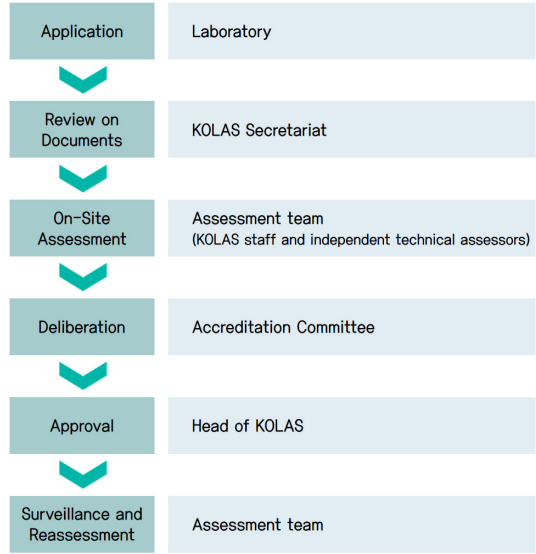 Application
Laboratory
Review on
Documents
KOLAS Secretariat
On-Site
Assessment
Assessment team
(KOLAS staff and independent technical assessors)
Deliberation
Accreditation Committee
Approval
Head of KOLAS
Surveillance and
Reassessment
Assessment team